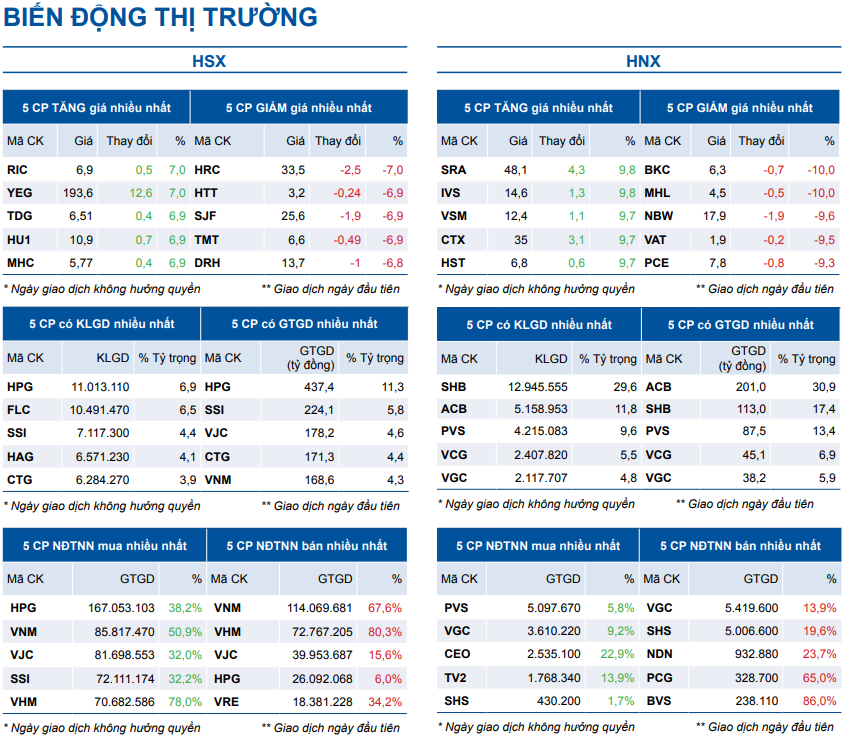 BIẾN ĐỘNG THỊ TRƯỜNG
HSX
5 CP TĂNG giá nhiều nhất 5 CP GIẢM giá nhiều nhất
Mã CK Giá Thay đổi % Mã CK Giá Thay đổi %
RIC 6,9 0,5 7,0 HRC 33,5 -2,5 -7,0
YEG 193,6 12,6 7,0 HTT 3,2 -0,24 -6,9
TDG 6,51 0,4 6,9 SJF 25,6 -1,9 -6,9
HU1 10,9 0,7 6,9 TMT 6,6 -0,49 -6,9
MHC 5,77 0,4 6,9 DRH 13,7 -1 -6,8
* Ngày giao dịch không hưởng quyền ** Giao dịch ngày đầu tiên
5 CP có KLGD nhiều nhất 5 CP có GTGD nhiều nhất
Mã CK KLGD % Tỷ trọng Mã CK GTGD (tỷ đồng) % Tỷ trọng
HPG 11.013.110 6,9 HPG 437,4 11,3
FLC 10.491.470 6,5 SSI 224,1 5,8
SSI 7.117.300 4,4 VJC 178,2 4,6
HAG 6.571.230 4,1 CTG 171,3 4,4
CTG 6.284.270 3,9 VNM 168,6 4,3
* Ngày giao dịch không hưởng quyền ** Giao dịch ngày đầu tiên
5 CP NĐTNN mua nhiều nhất 5 CP NĐTNN bán nhiều nhất
Mã CK GTGD % Mã CK GTGD %
HPG 167.053.103 38,2% VNM 114.069.681 67,6%
VNM 85.817.470 50,9% VHM 72.767.205 80,3%
VJC 81.698.553 32,0% VJC 39.953.687 15,6%
SSI 72.111.174 32,2% HPG 26.092.068 6,0%
VHM 70.682.586 78,0% VRE 18.381.228 34,2%
* Ngày giao dịch không hưởng quyền ** Giao dịch ngày đầu tiên
HNX
5 CP TĂNG giá nhiều nhất 5 CP GIẢM giá nhiều nhất
Mã CK Giá Thay đổi % Mã CK Giá Thay đổi %
SRA 48,1 4,3 9,8 BKC 6,3 -0,7 -10,0
IVS 14,6 1,3 9,8 MHL 4,5 -0,5 -10,0
VSM 12,4 1,1 9,7 NBW 17,9 -1,9 -9,6
CTX 35 3,1 9,7 VAT 1,9 -0,2 -9,5
HST 6,8 0,6 9,7 PCE 7,8 -0,8 -9,3
* Ngày giao dịch không hưởng quyền ** Giao dịch ngày đầu tiên
5 CP có KLGD nhiều nhất 5 CP có GTGD nhiều nhất
Mã CK KLGD % Tỷ trọng Mã CK GTGD (tỷ đồng) % Tỷ trọng
SHB 12.945.555 29,6 ACB 201,0 30,9
ACB 5.158.953 11,8 SHB 113,0 17,4
PVS 4.215.083 9,6 PVS 87,5 13,4
VCG 2.407.820 5,5 VCG 45,1 6,9
VGC 2.117.707 4,8 VGC 38,2 5,9
* Ngày giao dịch không hưởng quyền ** Giao dịch ngày đầu tiên
5 CP NĐTNN mua nhiều nhất 5 CP NĐTNN bán nhiều nhất
Mã CK GTGD % Mã CK GTGD %
PVS 5.097.670 5,8% VGC 5.419.600 13,9%
VGC 3.610.220 9,2% SHS 5.006.600 19,6%
CEO 2.535.100 22,9% NDN 932.880 23,7%
TV2 1.768.340 13,9% PCG 328.700 65,0%
SHS 430.200 1,7% BVS 238.110 86,0%
* Ngày giao dịch không hưởng quyền ** Giao dịch ngày đầu tiên